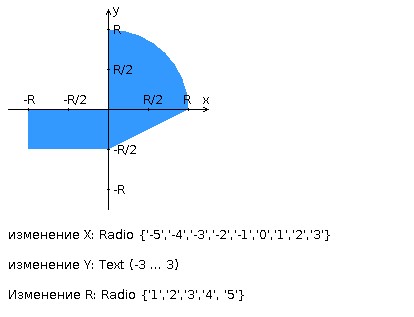 y
R
R/2
-R -R/2 R/2 R x
-R/2
-R
изменение X: Radio {'-5','-4','-3','-2','-1','0','1','2','3'}
изменение Y: Text (-3 ... 3)
Изменение R: Radio {'1','2','3','4', '5'}